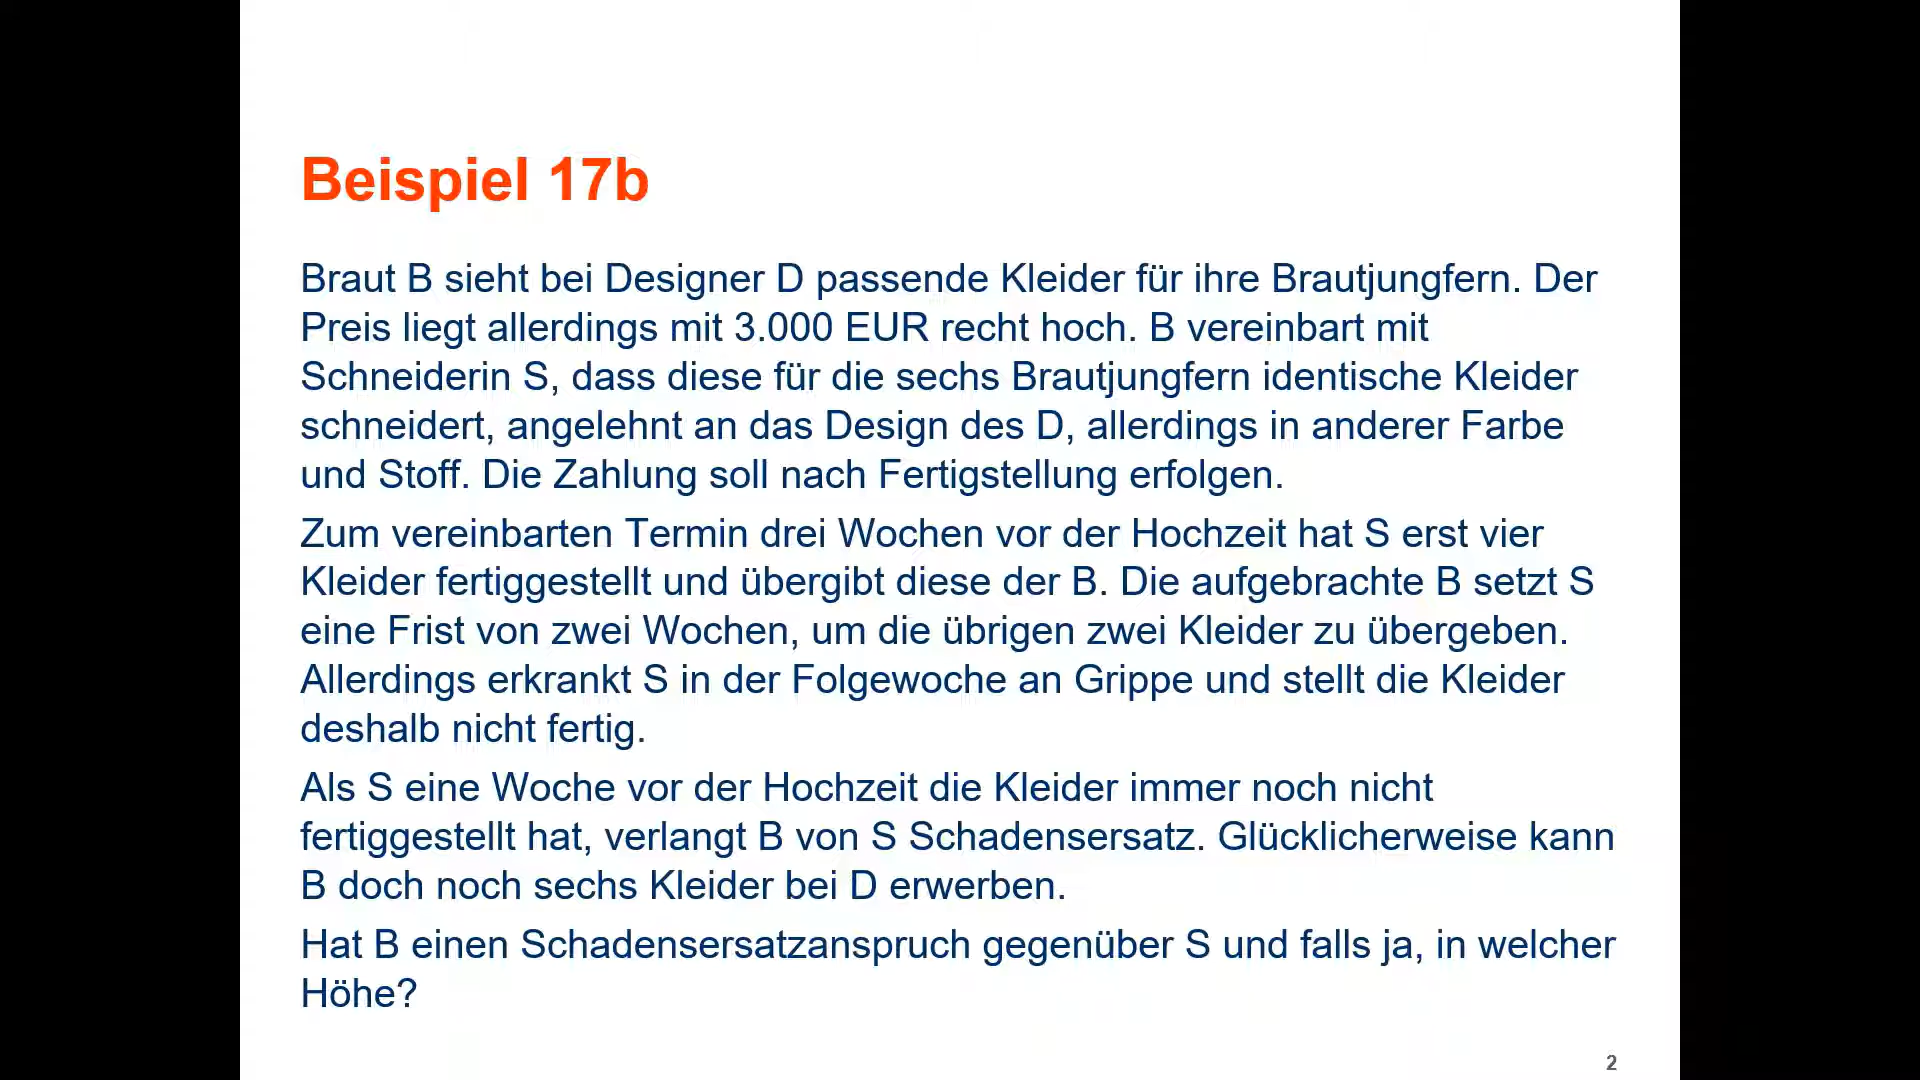 Beispiel 17b
Braut B sieht bei Designer D passende Kleider für ihre Brautjungfern. Der
Preis liegt allerdings mit 3.000 EUR recht hoch. B vereinbart mit
Schneiderin S, dass diese für die sechs Brautjungfern identische Kleider
schneidert, angelehnt an das Design des D, allerdings in anderer Farbe
und Stoff. Die Zahlung soll nach Fertigstellung erfolgen.
Zum vereinbarten Termin drei Wochen vor der Hochzeit hat S erst vier
Kleider fertiggestellt und übergibt diese der B. Die aufgebrachte B setzt S
eine Frist von zwei Wochen, um die übrigen zwei Kleider zu übergeben.
Allerdings erkrankt S in der Folgewoche an Grippe und stellt die Kleider
deshalb nicht fertig.
Als S eine Woche vor der Hochzeit die Kleider immer noch nicht
fertiggestellt hat, verlangt B von S Schadensersatz. Glücklicherweise kann
B doch noch sechs Kleider bei D erwerben.
Hat B einen Schadensersatzanspruch gegenüber S und falls ja, in welcher
Höhe?
2